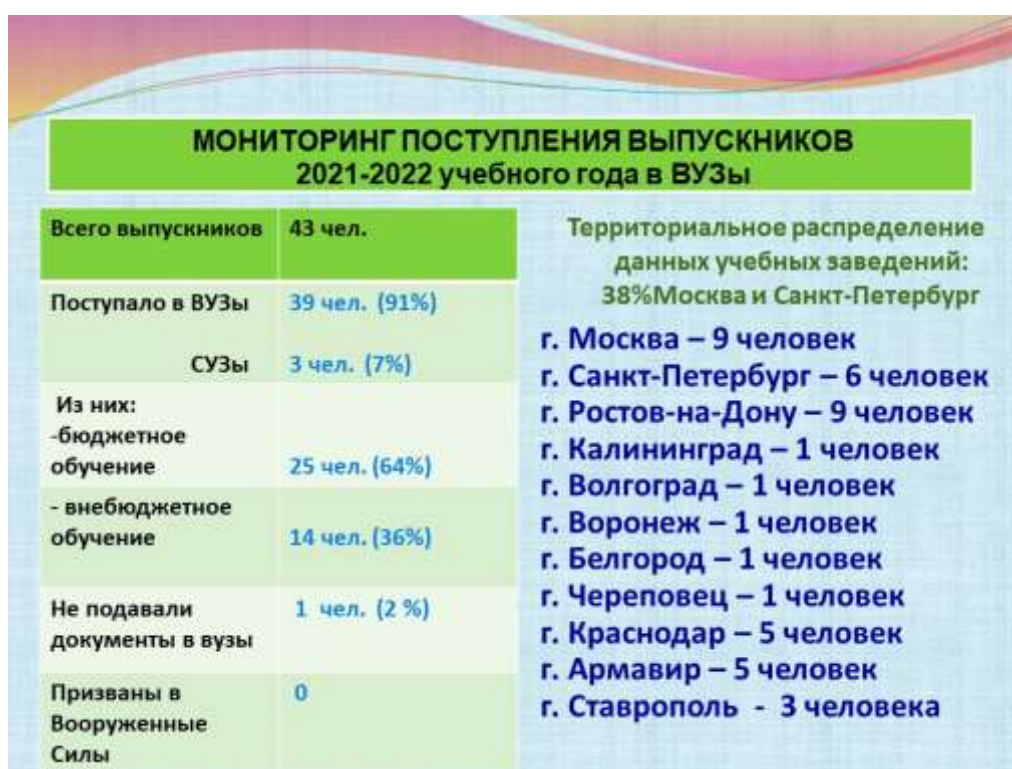 МОНИТОРИНГ ПОСТУПЛЕНИЯ ВЫПУСКНИКОВ
2021-2022 учебного года в ВУЗы
Всего выпускников 43 чел.
Поступало в ВУЗы 39 чел. (91%)
СУЗы 3 чел. (7%)
Из них:
-бюджетное
обучение 25 чел. (64%)
- внебюджетное
обучение 14 чел. (36%)
Не подавали 1 чел. (2 %)
документы в вузы
Призваны в 0
Вооруженные
Силы
Территориальное распределение
данных учебных заведений:
38%Москва и Санкт-Петербург
г. Москва – 9 человек
г. Санкт-Петербург – 6 человек
г. Ростов-на-Дону – 9 человек
г. Калининград – 1 человек
г. Волгоград – 1 человек
г. Воронеж – 1 человек
г. Белгород – 1 человек
г. Череповец – 1 человек
г. Краснодар – 5 человек
г. Армавир – 5 человек
г. Ставрополь - 3 человека